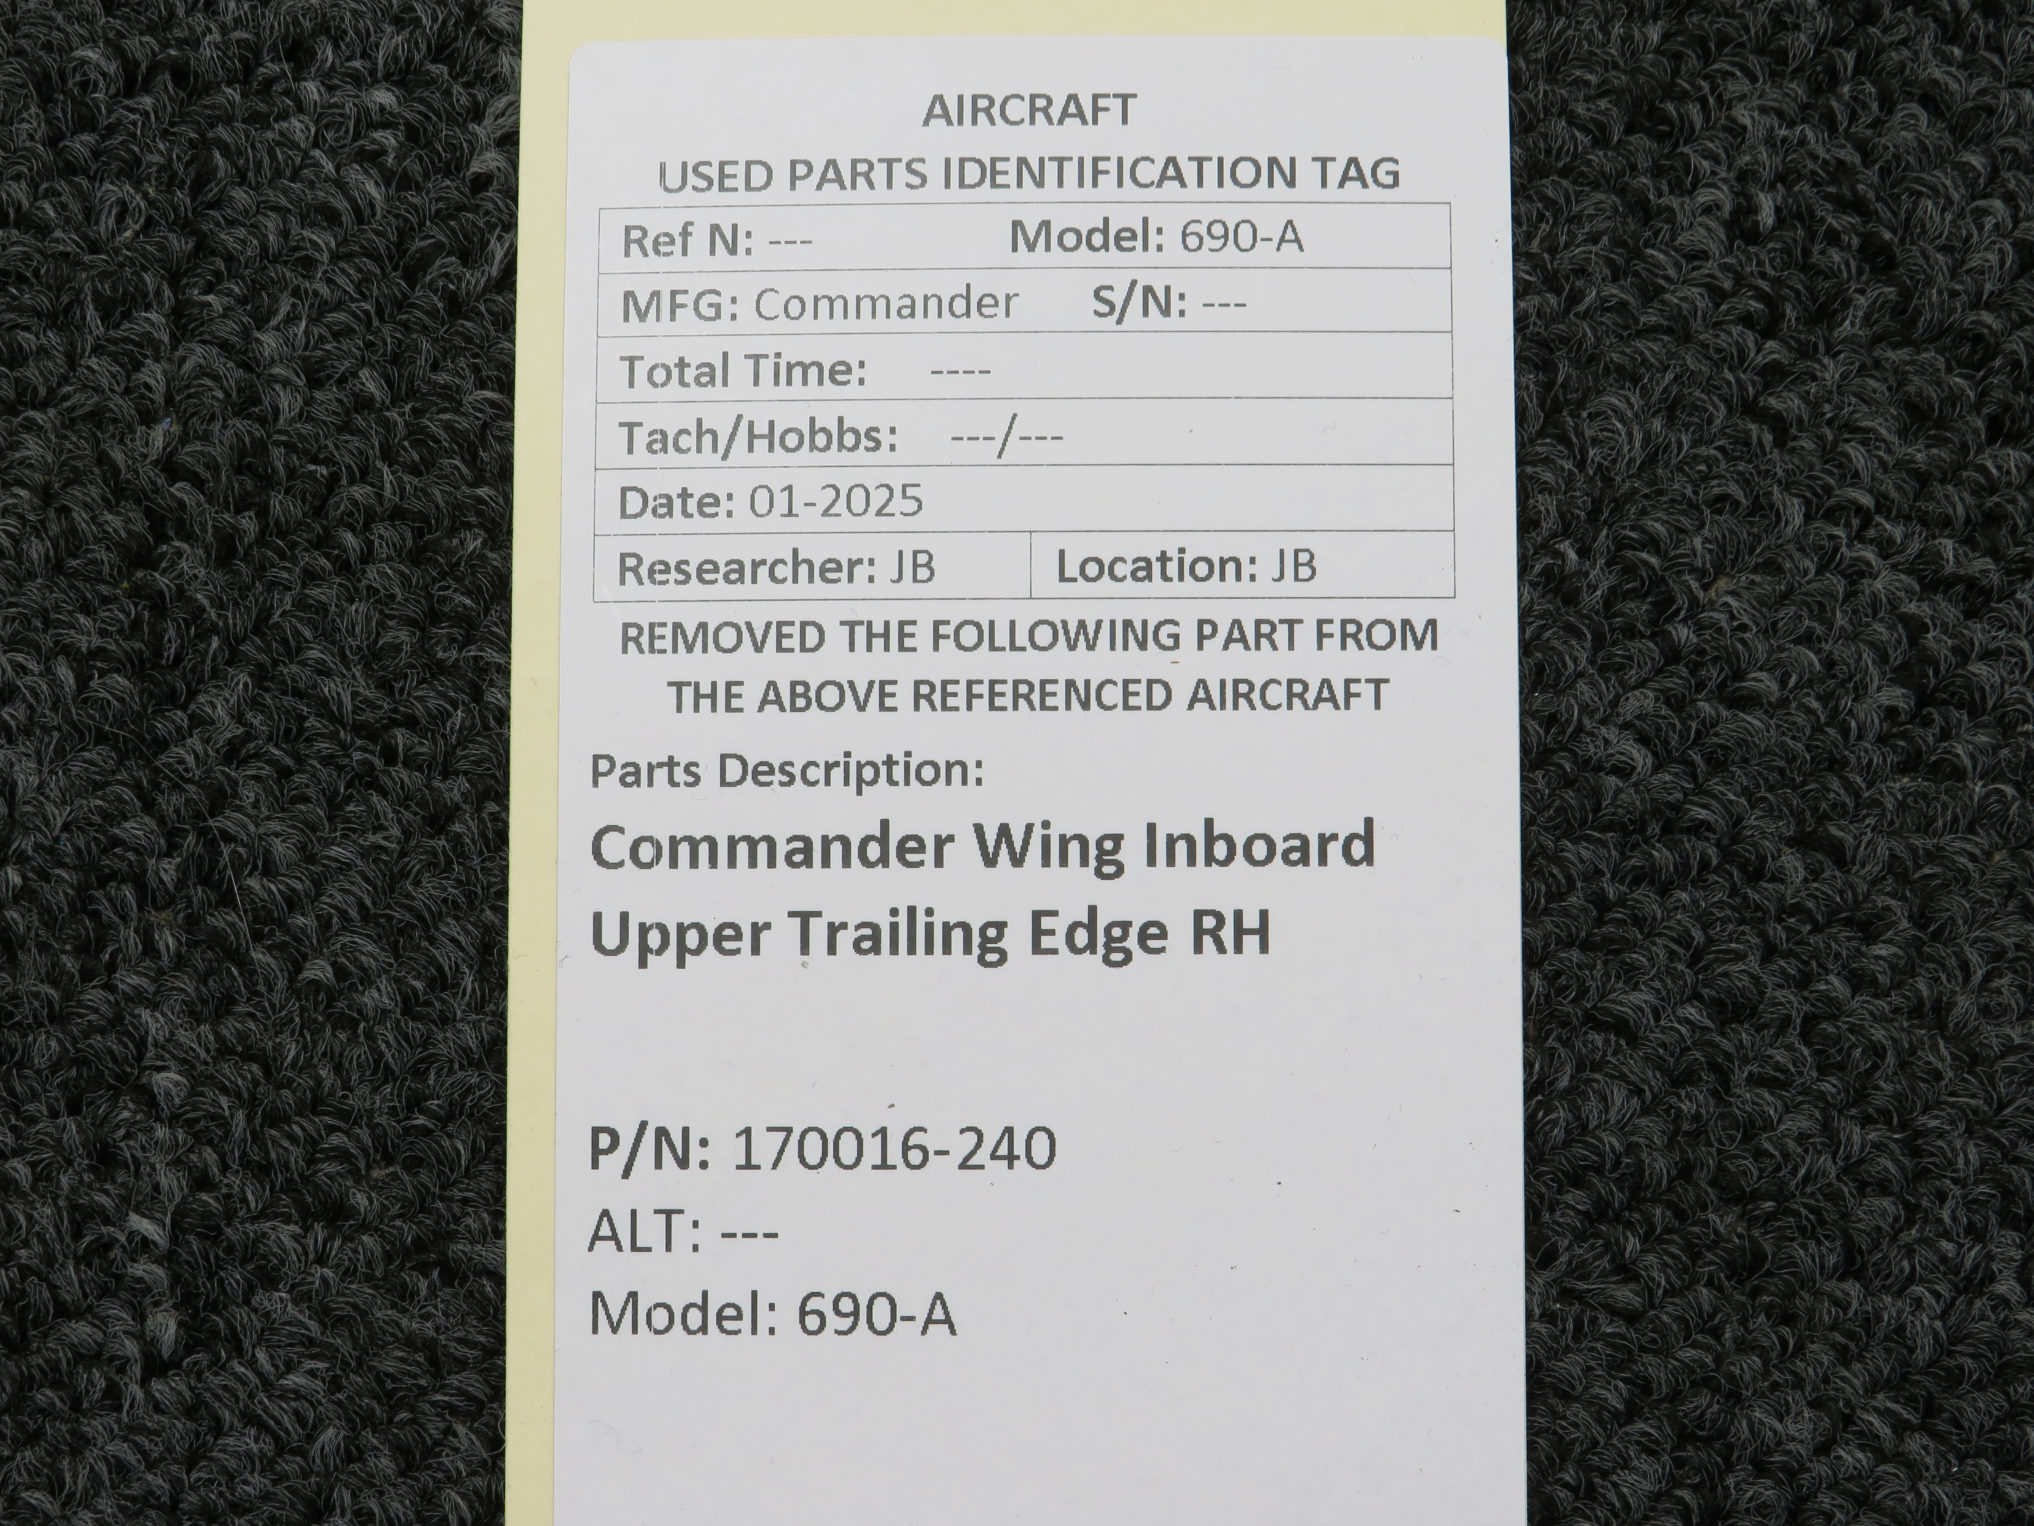 AIRCRAFT
USED PARTS IDENTIFICATION TAG
Ref N: --- Model: 690-A
MFG: Commander S/N: ---
Total Time: ----
Tach/Hobbs: ---/---
Date: 01-2025
Researcher: JB Location: JB
REMOVED THE FOLLOWING PART FROM
THE ABOVE REFERENCED AIRCRAFT
Parts Description:
Commander Wing Inboard
Upper Trailing Edge RH
P/N: 170016-240
ALT: ---
Model: 690-A